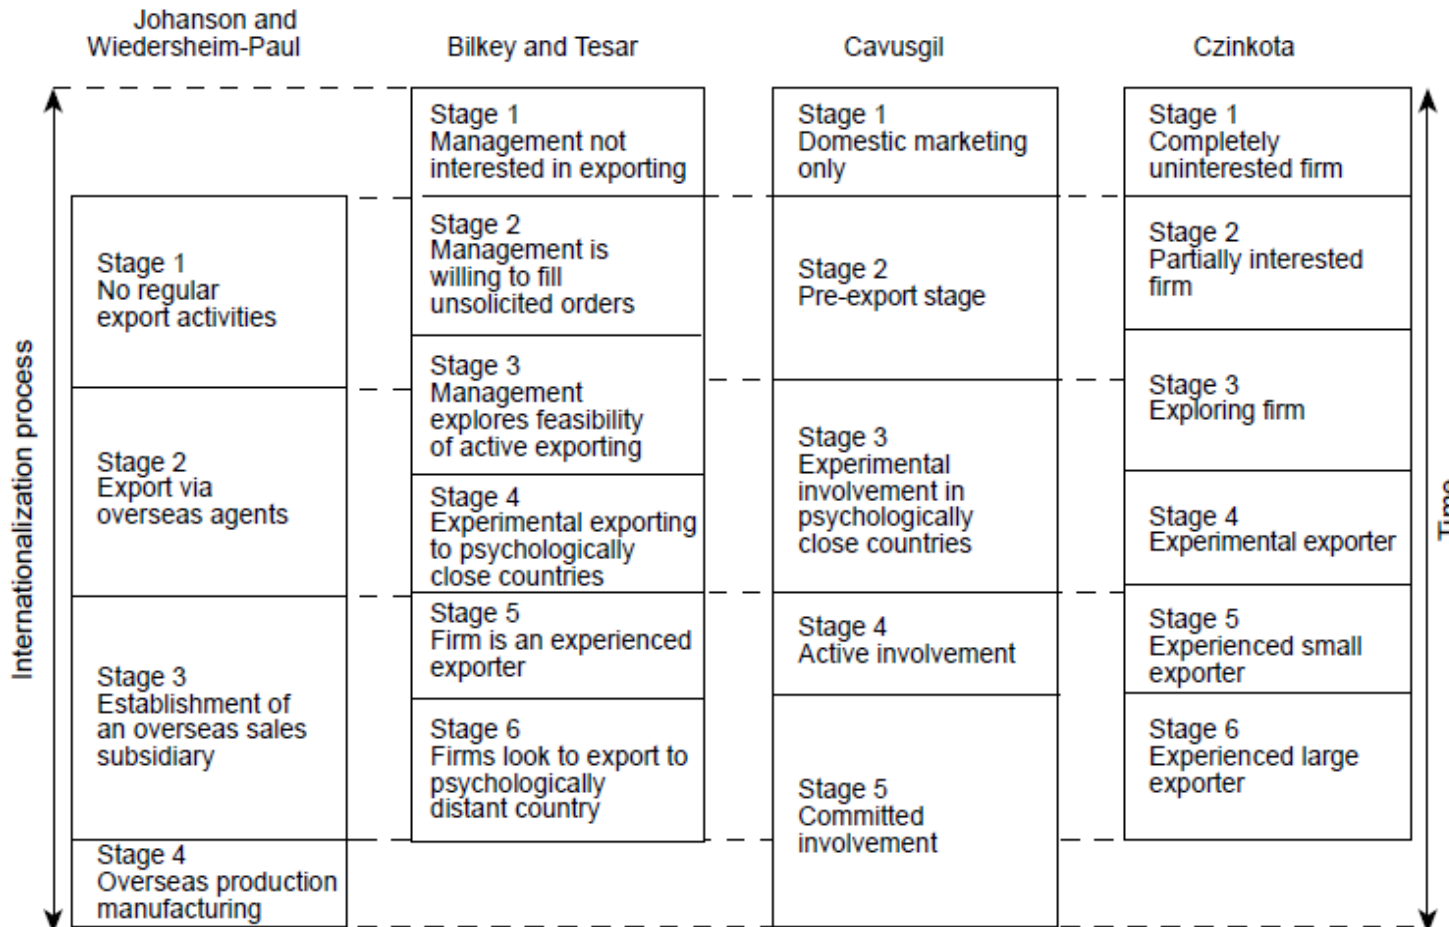 Johanson and
Wiedersheim-Paul
Bilkey and Tesar
Cavusgil
Czinkota
Internationalization process
Stage 1
No regular
export activities
Stage 2
Export via
overseas agents
Stage 3
Establishment of
an overseas sales
subsidiary
Stage 4
Overseas production
manufacturing
Stage 1
Management not
interested in exporting
Stage 2
Management is
willing to fill
unsolicited orders
Stage 3
Management
explores feasibility
of active exporting
Stage 4
Experimental exporting
to psychologically
close countries
Stage 5
Firm is an experienced
exporter
Stage 6
Firms look to export to
psychologically
distant country
Stage 1
Domestic marketing
only
Stage 2
Pre-export stage
Stage 3
Experimental
involvement in
psychologically
close countries
Stage 4
Active involvement
Stage 5
Committed
involvement
Stage 1
Completely
uninterested firm
Stage 2
Partially interested
firm
Stage 3
Exploring firm
Stage 4
Experimental exporter
Stage 5
Experienced small
exporter
Stage 6
Experienced large
exporter
Time